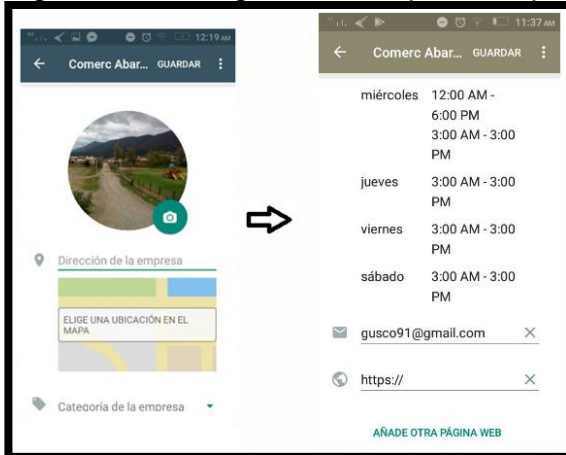 12:19 AM
Comerc Abar... GUARDAR
Dirección de la empresa
ELIGE UNA UBICACIÓN EN EL
MAPA
Categoría de la empresa
11:37 AM
Comerc Abar... GUARDAR
miércoles 12:00 AM -
6:00 PM
3:00 AM - 3:00
PM
jueves 3:00 AM - 3:00
PM
viernes 3:00 AM - 3:00
PM
sábado 3:00 AM - 3:00
PM
gusco91@gmail.com
https://
AÑADE OTRA PÁGINA WEB